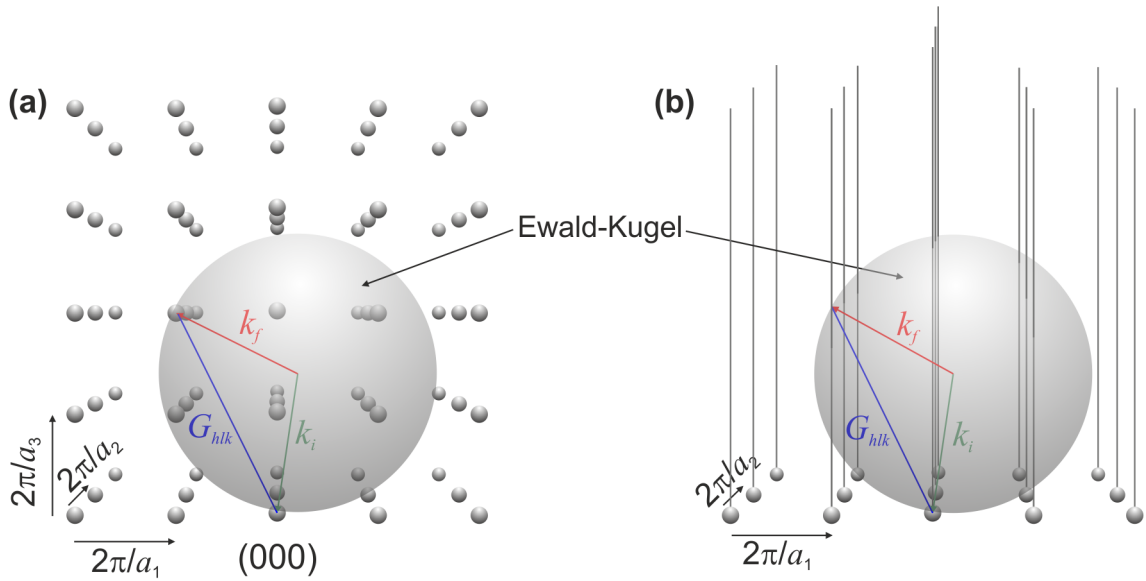 (a)
(b)
Ewald-Kugel
k_f
k_f
G_hlk
k_i
G_hlk
k_i
2π/a_3
2π/a_2
2π/a_2
2π/a_1
(000)
2π/a_1